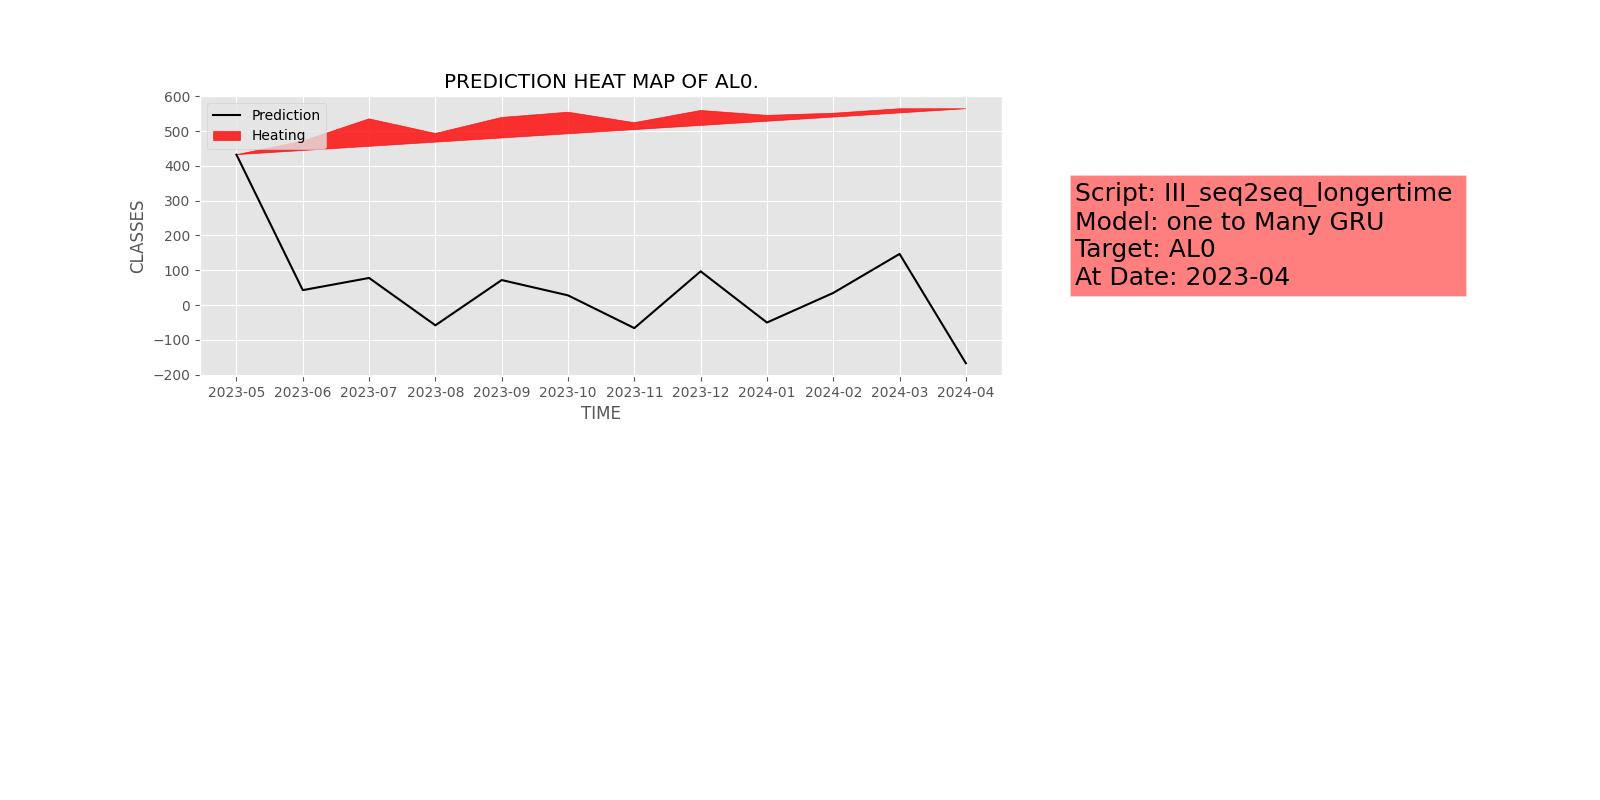 PREDICTION HEAT MAP OF AL0.
600
500
400
300
200
100
0
−100
−200
CLASSES
Prediction
Heating
2023-05 2023-06 2023-07 2023-08 2023-09 2023-10 2023-11 2023-12 2024-01 2024-02 2024-03 2024-04
TIME
Script: III_seq2seq_longertime
Model: one to Many GRU
Target: AL0
At Date: 2023-04